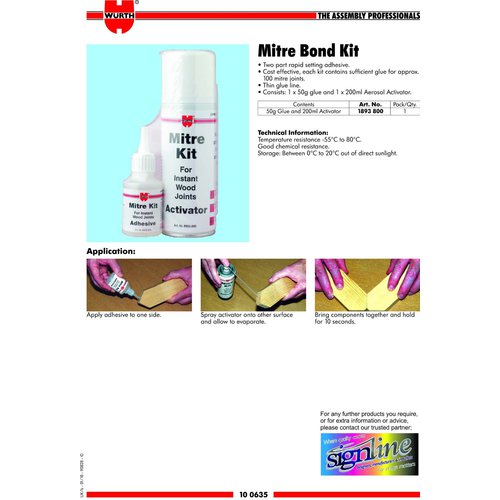 WÜRTH
THE ASSEMBLY PROFESSIONALS
Mitre Bond Kit
• Two part rapid setting adhesive.
• Cost effective, each kit contains sufficient glue for approx.
100 mitre joints.
• Thin glue line.
• Consists: 1 x 50g glue and 1 x 200ml Aerosol Activator.
Contents Art. No. Pack/Qty.
50g Glue and 200ml Activator 1893 800 1
Technical Information:
Temperature resistance -55°C to 80°C.
Good chemical resistance.
Storage: Between 0°C to 20°C out of direct sunlight.
Mitre
Kit
For
Instant
Wood
Joints
Activator
Mitre Kit
For Instant
Wood Joints
Adhesive
Application:
Apply adhesive to one side.
Spray activator onto other surface
and allow to evaporate.
Bring components together and hold
for 10 seconds.
For any further products you require,
or for extra information or advice,
please contact our trusted partner;
When quality counts
signline
10 0635